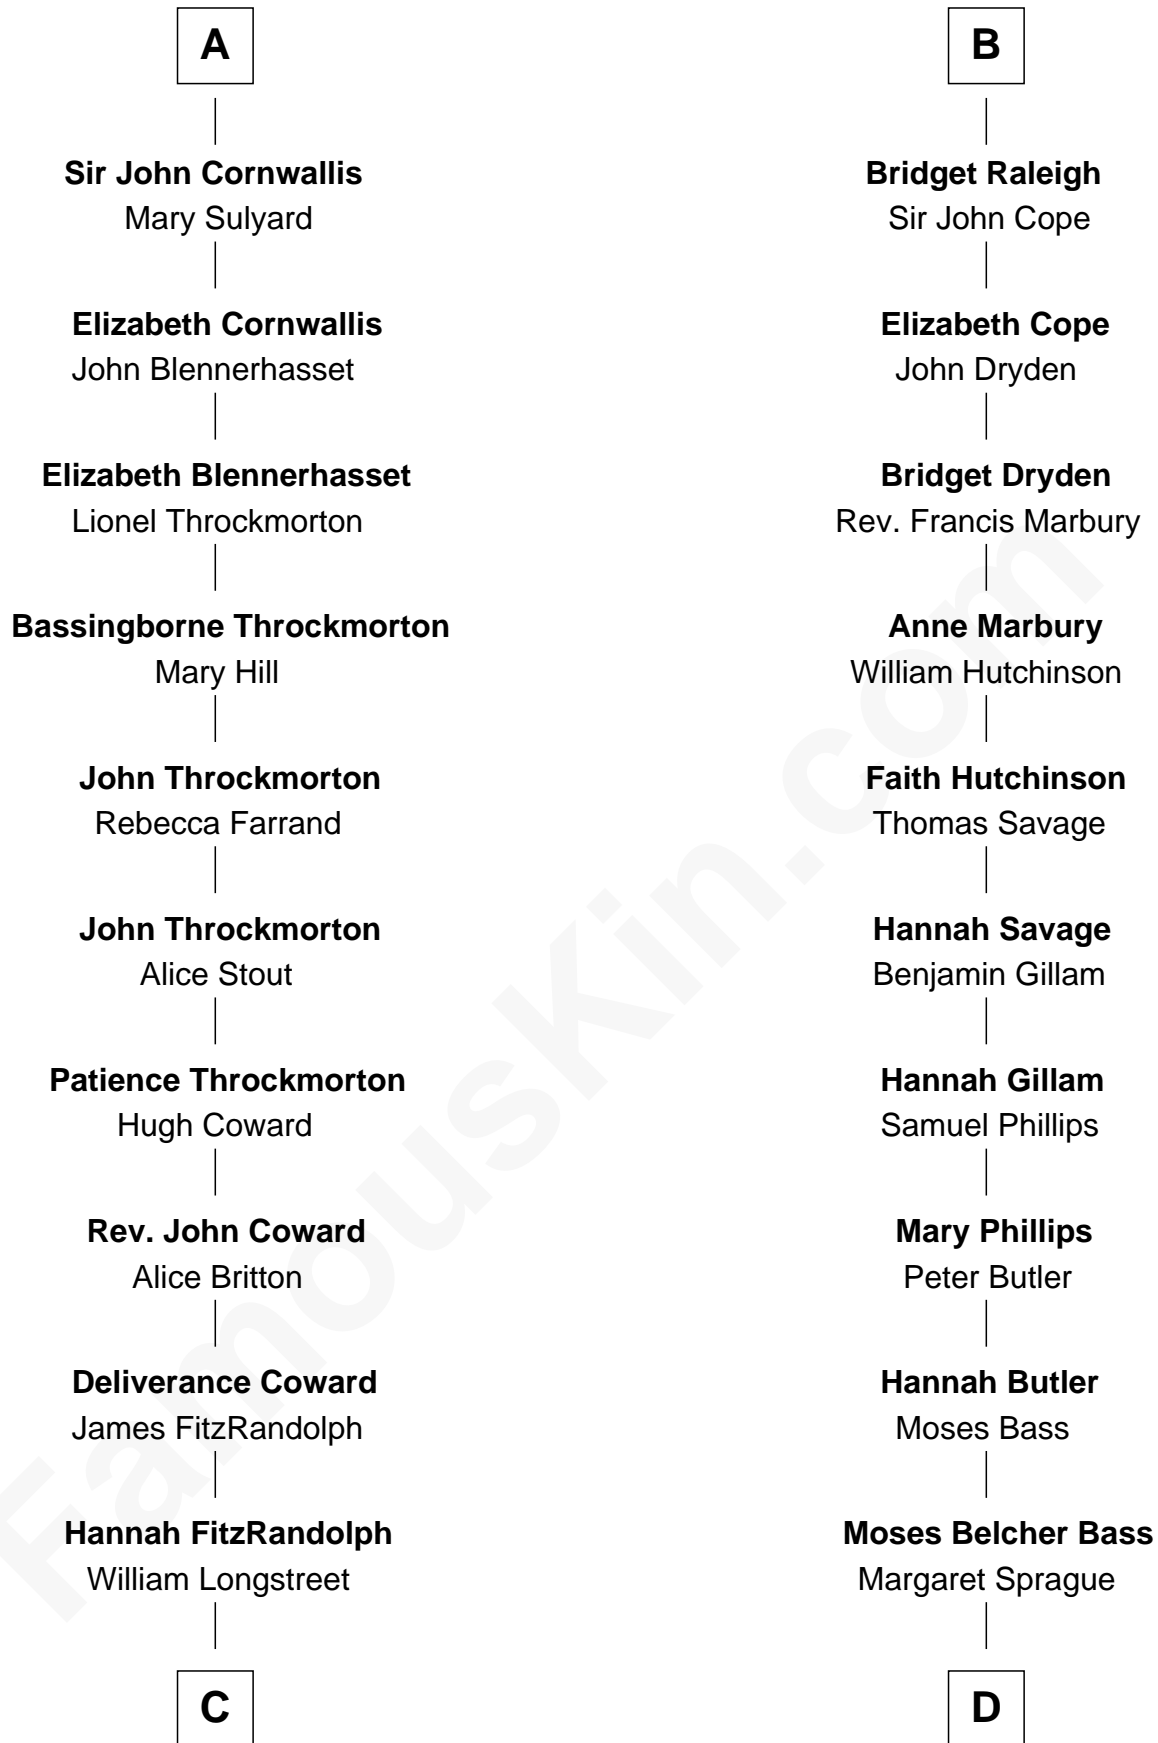 A
Sir John Cornwallis
Mary Sulyard
Elizabeth Cornwallis
John Blennerhasset
Elizabeth Blennerhasset
Lionel Throckmorton
Bassingborne Throckmorton
Mary Hill
John Throckmorton
Rebecca Farrand
John Throckmorton
Alice Stout
Patience Throckmorton
Hugh Coward
Rev. John Coward
Alice Britton
Deliverance Coward
James FitzRandolph
Hannah FitzRandolph
William Longstreet
C
B
Bridget Raleigh
Sir John Cope
Elizabeth Cope
John Dryden
Bridget Dryden
Rev. Francis Marbury
Anne Marbury
William Hutchinson
Faith Hutchinson
Thomas Savage
Hannah Savage
Benjamin Gillam
Hannah Gillam
Samuel Phillips
Mary Phillips
Peter Butler
Hannah Butler
Moses Bass
Moses Belcher Bass
Margaret Sprague
D
FamousKin.com